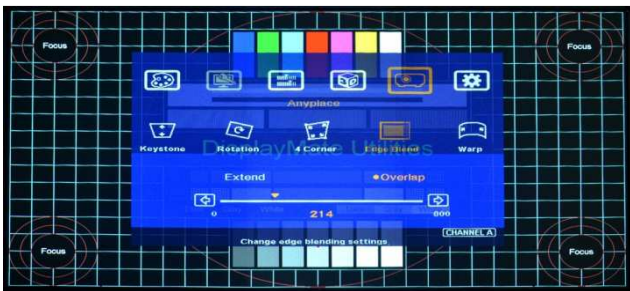 Focus
Focus
Anyplace
Keystone
Rotation
4 Corner
Edge Blend
Warp
DisplayMate Utilities
Extend
Overlap
0
214
800
CHANNEL A
Change edge blending settings.
Focus
Focus